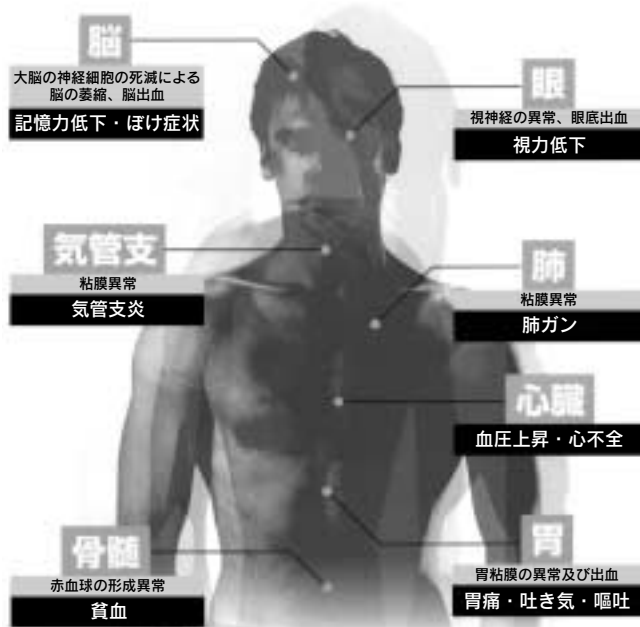 脳
大脳の神経細胞の死滅による
脳の萎縮、脳出血
記憶力低下・ぼけ症状
眼
視神経の異常、眼底出血
視力低下
気管支
粘膜異常
気管支炎
肺
粘膜異常
肺ガン
心臓
血圧上昇・心不全
骨髄
赤血球の形成異常
貧血
胃
胃粘膜の異常及び出血
胃痛・吐き気・嘔吐